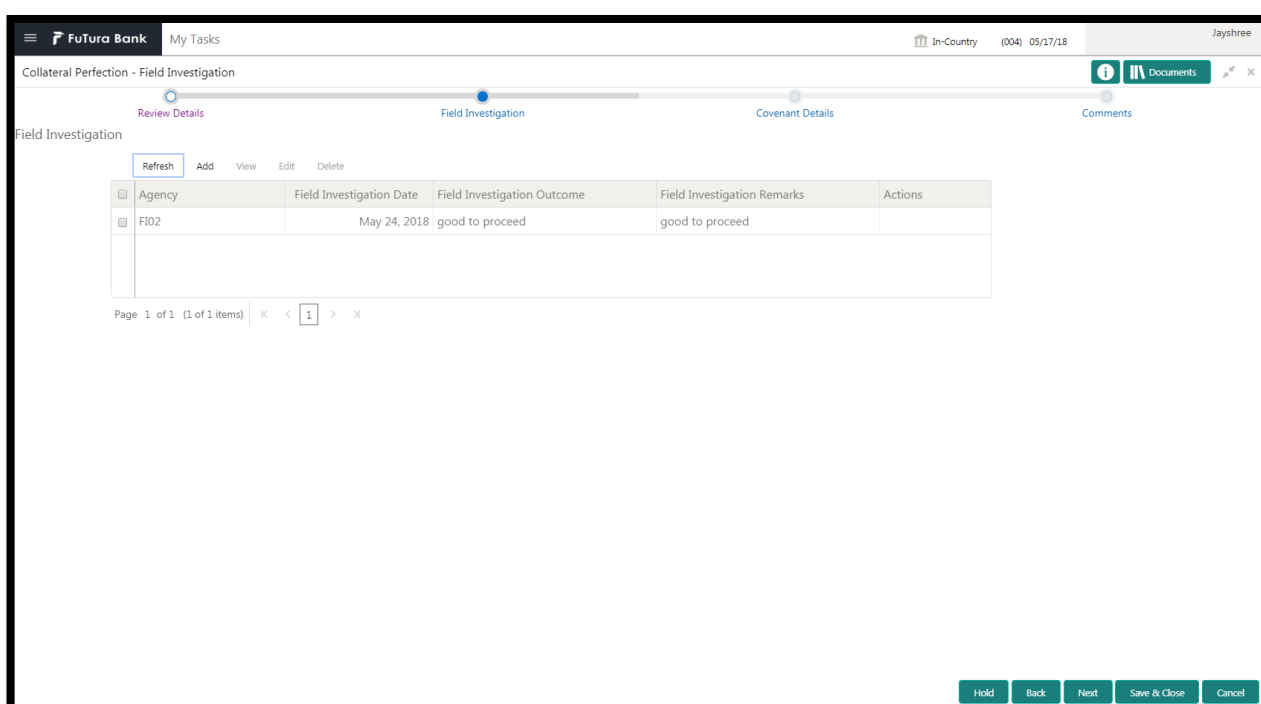 FuTura Bank My Tasks In-Country (004) 05/17/18 Jayshree
Collateral Perfection - Field Investigation Documents
Review Details Field Investigation Covenant Details Comments
Field Investigation
Refresh Add View Edit Delete
Agency Field Investigation Date Field Investigation Outcome Field Investigation Remarks Actions
FI02 May 24, 2018 good to proceed good to proceed
Page 1 of 1 (1 of 1 items) 1
Hold Back Next Save & Close Cancel